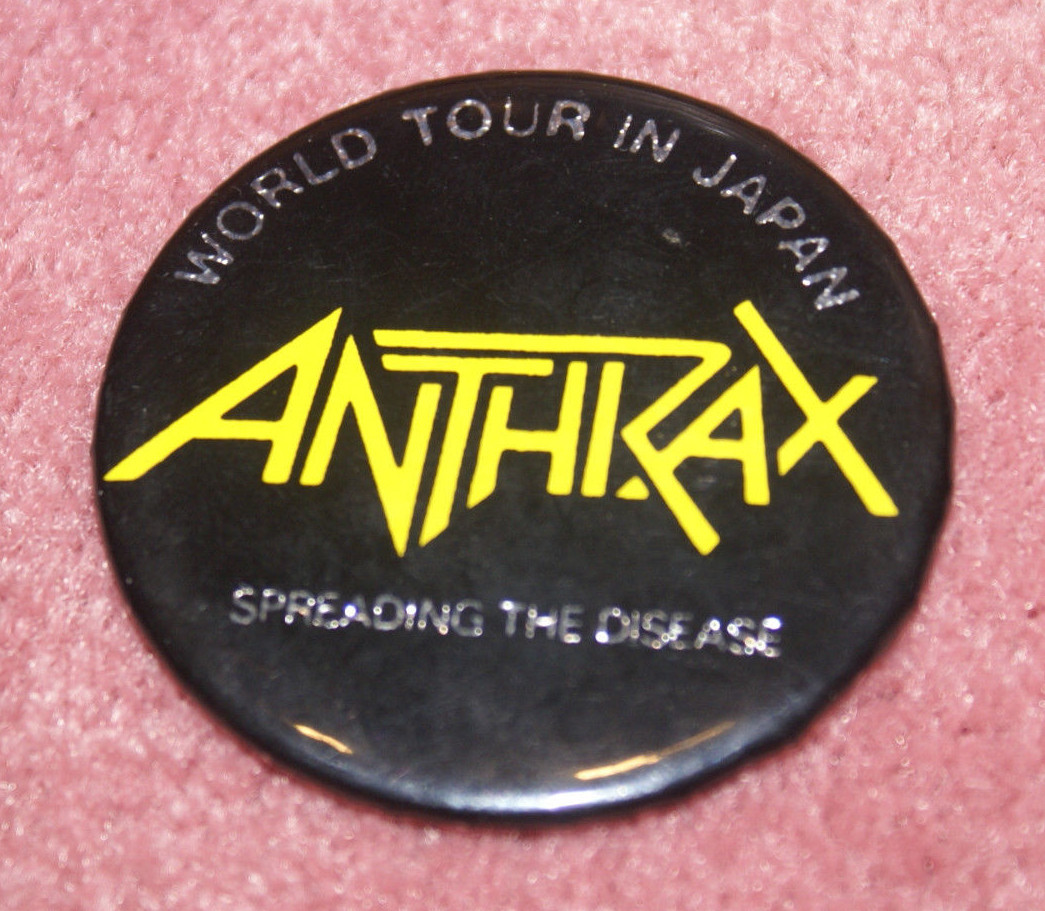 WORLD TOUR IN JAPAN
ANTHRAX
SPREADING THE DISEASE